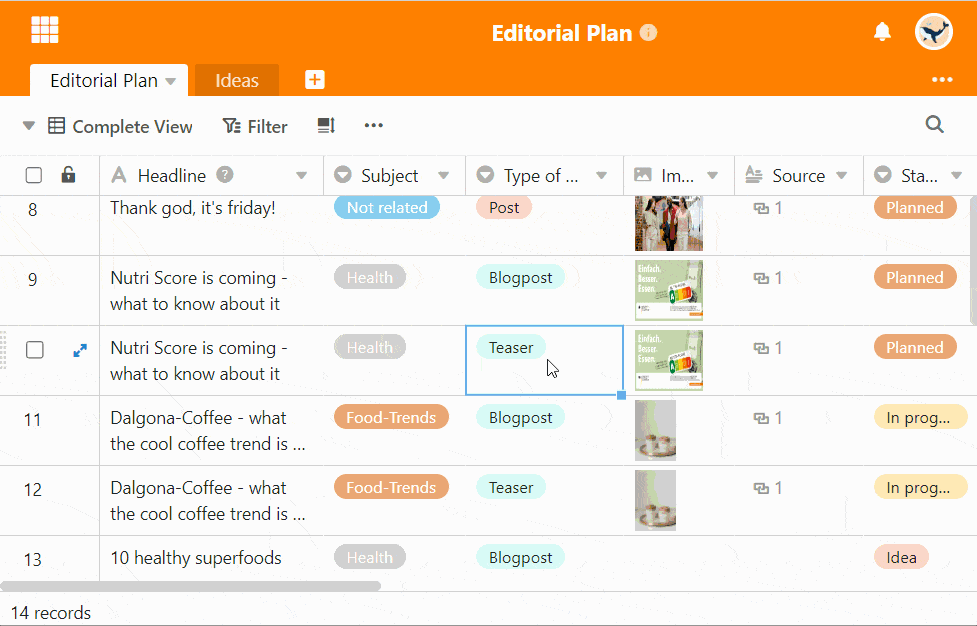 Editorial Plan
Editorial Plan Ideas
Complete View Filter
Headline Subject Type of ... Im... Source Sta...
8 Thank god, it's friday! Not related Post 1 Planned
9 Nutri Score is coming - Health Blogpost Einfach. 1 Planned
what to know about it Besser.
Essen.
Nutri Score is coming - Health Teaser Einfach. 1 Planned
what to know about it Besser.
Essen.
11 Dalgona-Coffee - what Food-Trends Blogpost 1 In prog...
the cool coffee trend is ...
12 Dalgona-Coffee - what Food-Trends Teaser 1 In prog...
the cool coffee trend is ...
13 10 healthy superfoods Health Blogpost Idea
14 records